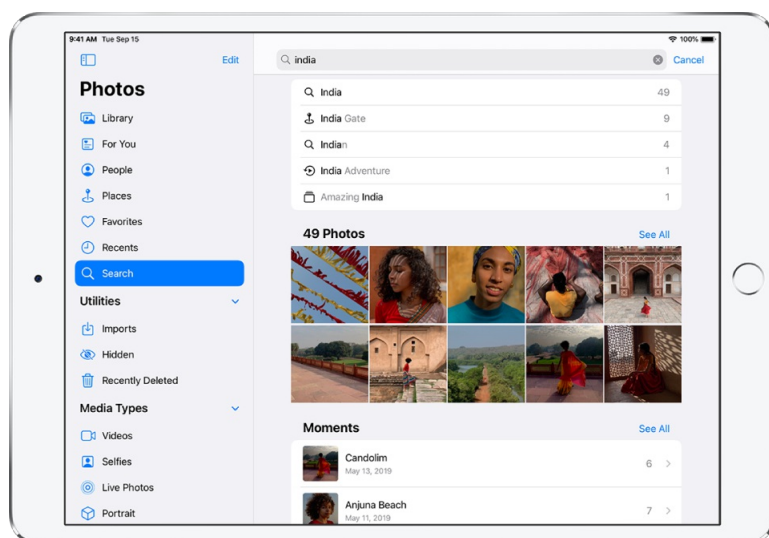 9:41 AM Tue Sep 15
100%
Edit
Photos
Library
For You
People
Places
Favorites
Recents
Search
Utilities
Imports
Hidden
Recently Deleted
Media Types
Videos
Selfies
Live Photos
Portrait
india
Cancel
India 49
India Gate 9
Indian 4
India Adventure 1
Amazing India 1
49 Photos See All
Moments See All
Candolim
May 13, 2019
6
Anjuna Beach
May 11, 2019
7